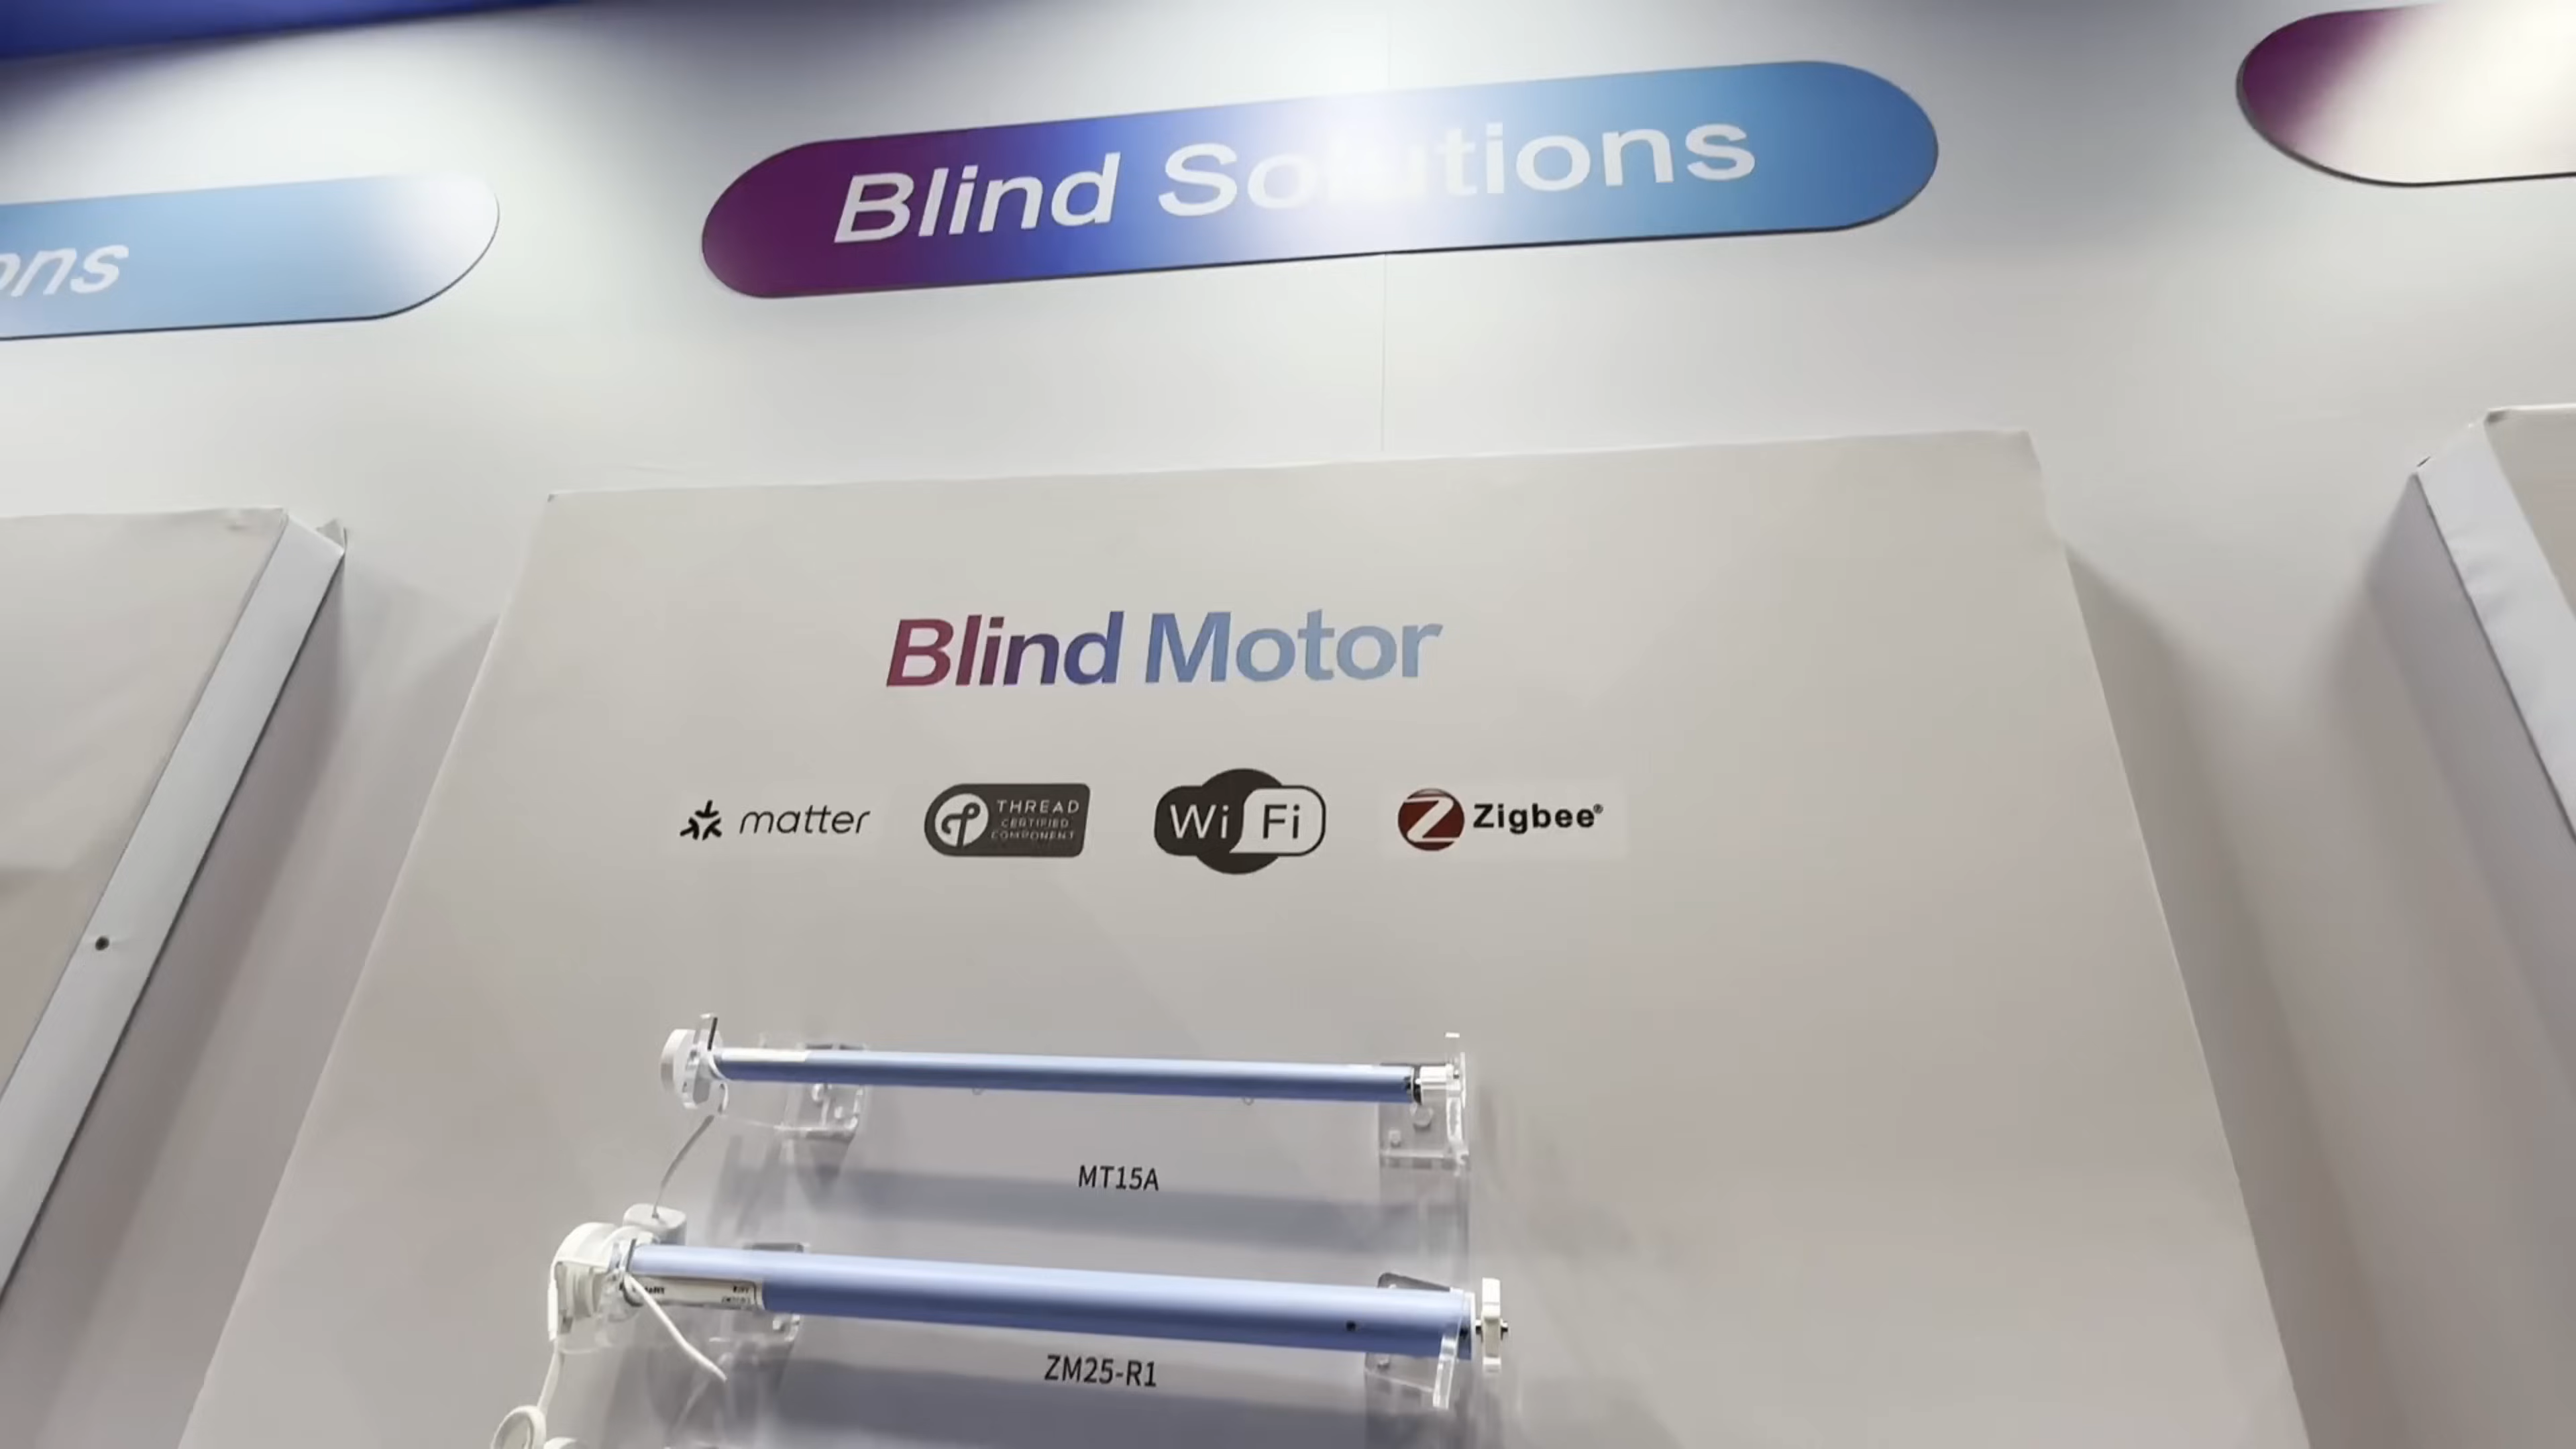 Blind Solutions
ons
Blind Motor
matter
THREAD
CERTIFIED
COMPONENT
Wi Fi
Zigbee®
MT15A
ZM25-R1